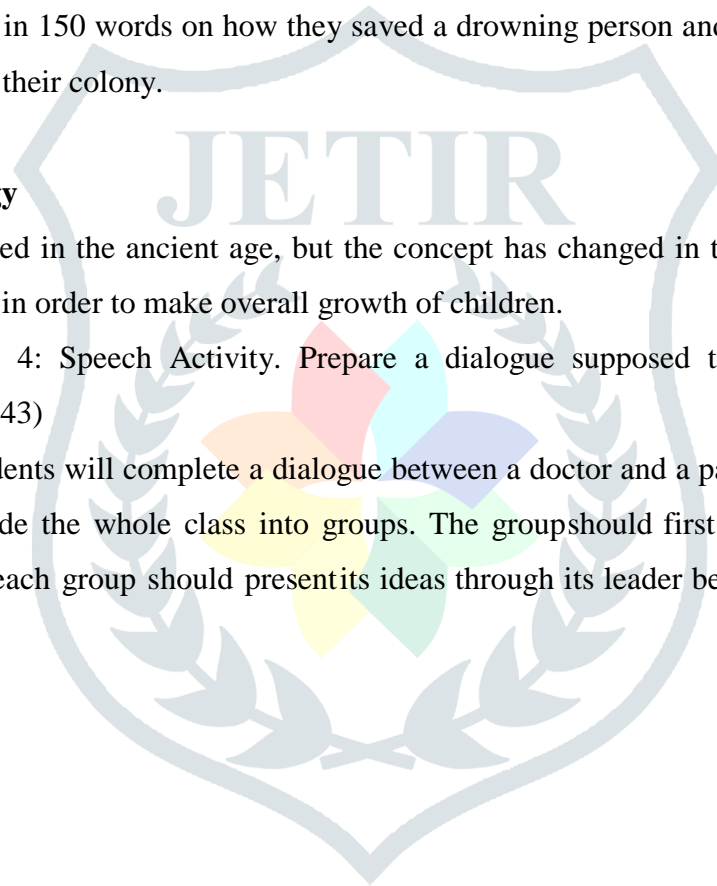 in 150 words on how they saved a drowning person and
their colony.
JETIR
gy
ed in the ancient age, but the concept has changed in t
in order to make overall growth of children.
4: Speech Activity. Prepare a dialogue supposed t
43)
dents will complete a dialogue between a doctor and a pa
de the whole class into groups. The groupshould first
each group should presentits ideas through its leader be